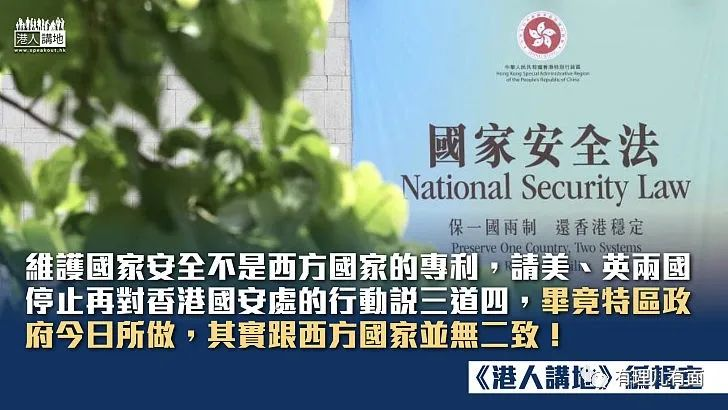 港人講地
www.speakout.hk
中華人民共和國香港特別行政區
Hong Kong Special Administrative Region
of the People's Republic of China
國家安全法
National Security Law
保一國兩制 還香港穩定
Preserve One Country, Two Systems
維護國家安全不是西方國家的專利,請美、英兩國
停止再對香港國安處的行動說三道四,畢竟特區政
府今日所做,其實跟西方國家並無二致!
《港人講地》編輯室
有理儿有面